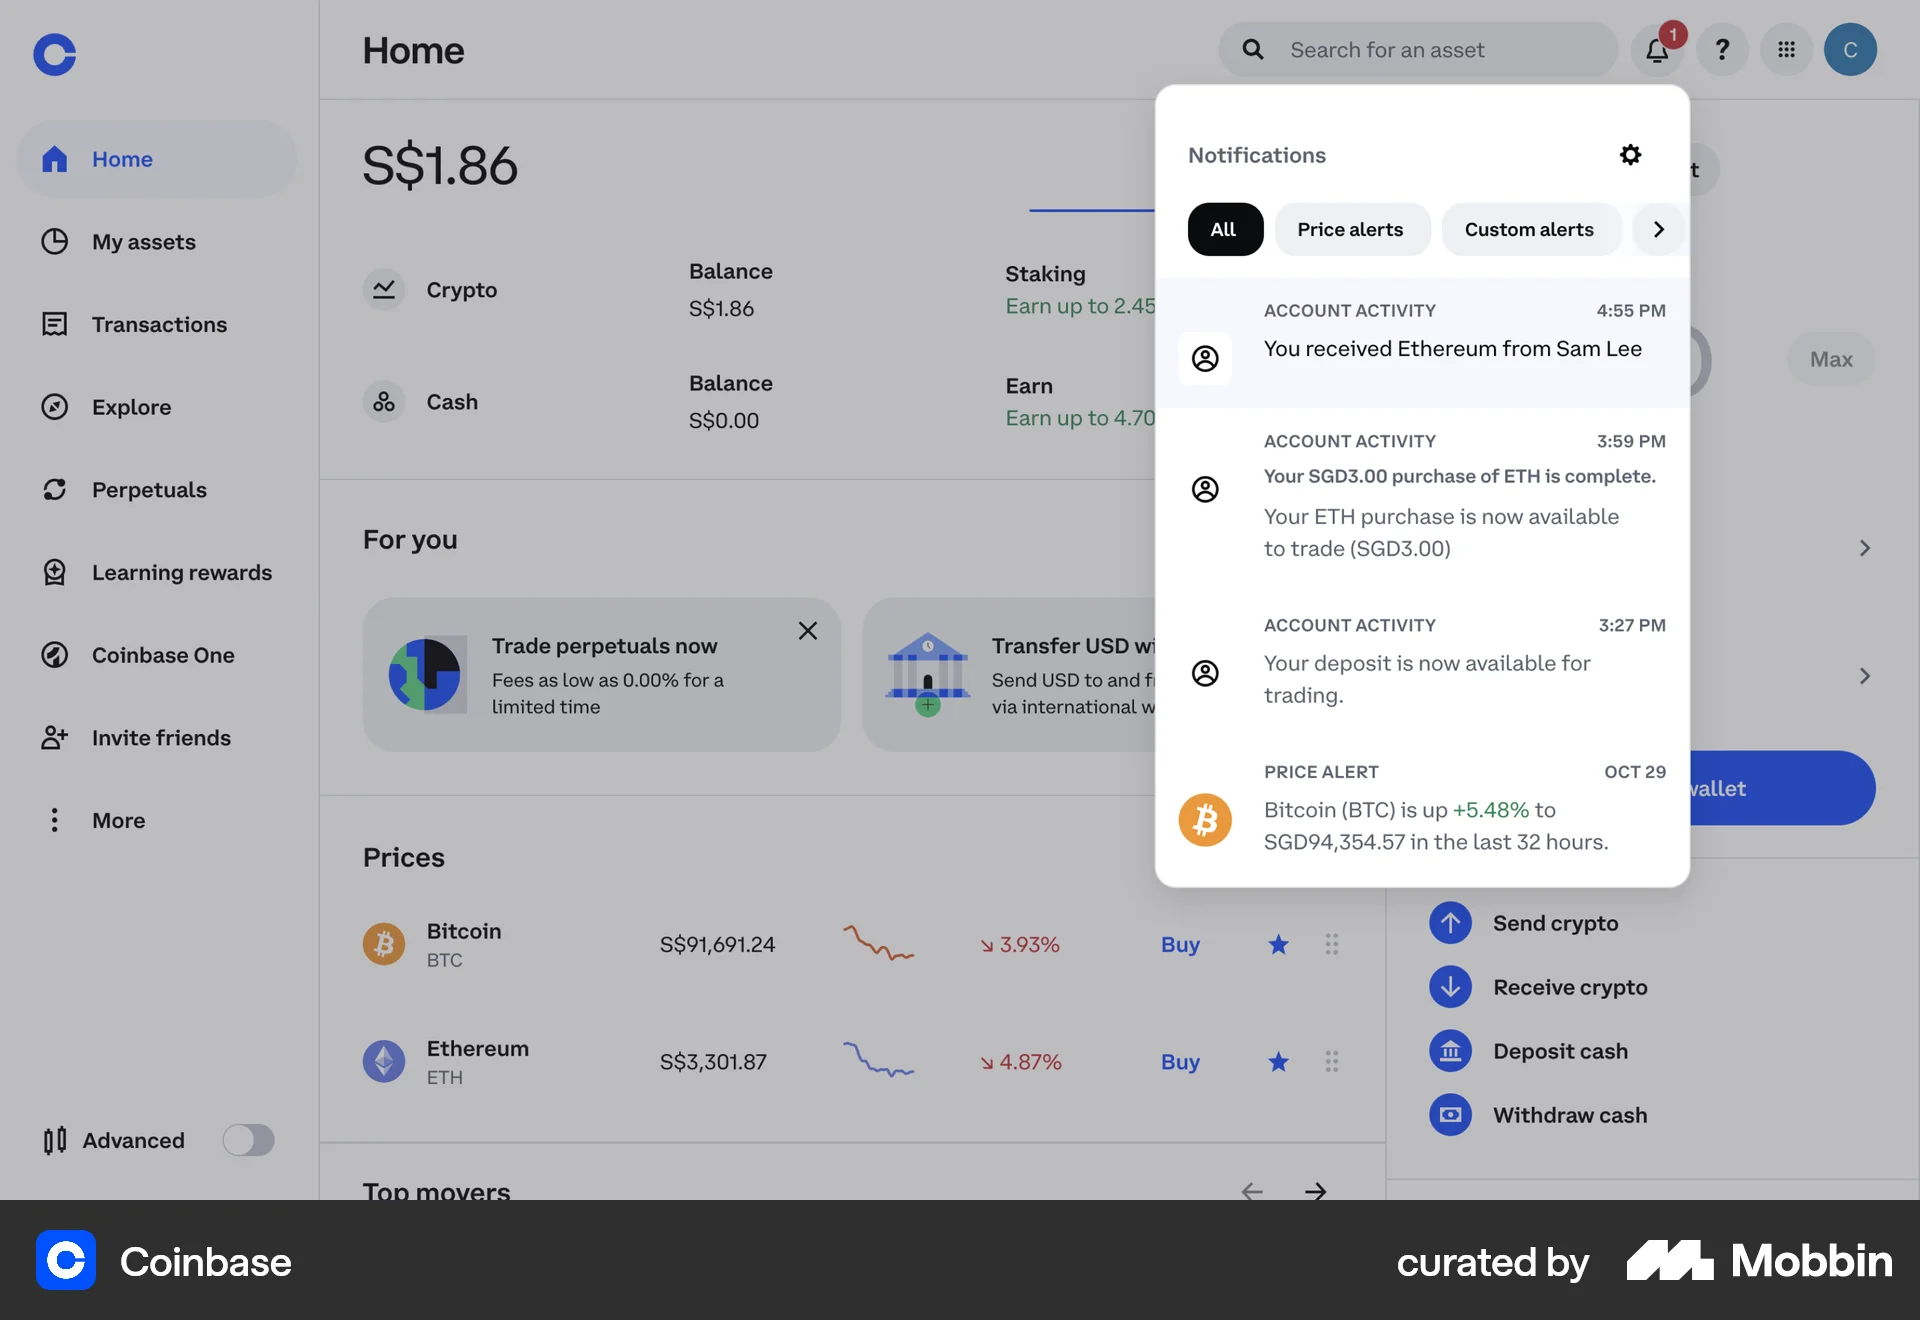 Home
Search for an asset
1
?
C
Home
My assets
Transactions
Explore
Perpetuals
Learning rewards
Coinbase One
Invite friends
More
Advanced
S$1.86
Crypto
Balance
S$1.86
Staking
Earn up to 2.45
Cash
Balance
S$0.00
Earn
Earn up to 4.70
For you
Trade perpetuals now
Fees as low as 0.00% for a
limited time
Transfer USD wi
Send USD to and f
via international w
Prices
Bitcoin
BTC
S$91,691.24
3.93%
Buy
Ethereum
ETH
S$3,301.87
4.87%
Buy
Top movers
Notifications
All
Price alerts
Custom alerts
ACCOUNT ACTIVITY
4:55 PM
You received Ethereum from Sam Lee
ACCOUNT ACTIVITY
3:59 PM
Your SGD3.00 purchase of ETH is complete.
Your ETH purchase is now available
to trade (SGD3.00)
ACCOUNT ACTIVITY
3:27 PM
Your deposit is now available for
trading.
PRICE ALERT
OCT 29
Bitcoin (BTC) is up +5.48% to
SGD94,354.57 in the last 32 hours.
t
Max
wallet
Send crypto
Receive crypto
Deposit cash
Withdraw cash
Coinbase
curated by
Mobbin